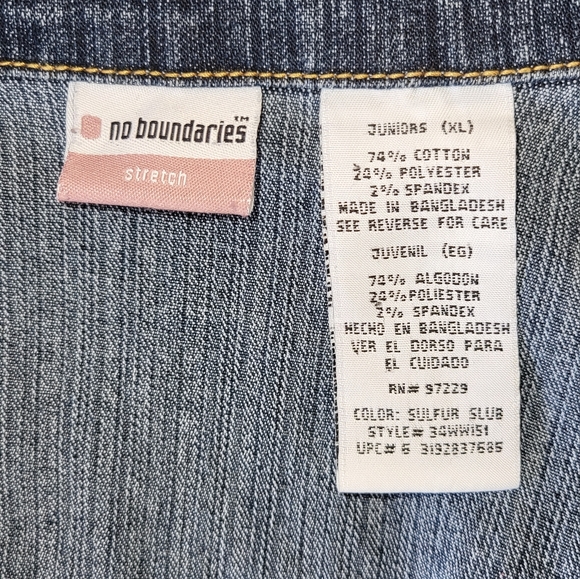 no boundaries™
stretch
JUNIORS (XL)
74% COTTON
24% POLYESTER
2% SPANDEX
MADE IN BANGLADESH
SEE REVERSE FOR CARE
JUVENIL (EG)
74% ALGODON
24% POLIESTER
2% SPANDEX
HECHO EN BANGLADESH
VER EL DORSO PARA
EL CUIDADO
RN# 97229
COLOR: SULFUR SLUB
STYLE# 34WW151
UPC# 6 3192837685